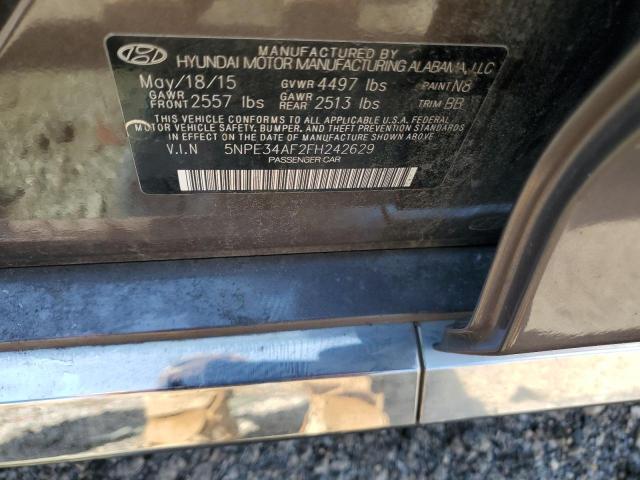 MANUFACTURED BY
HYUNDAI MOTOR MANUFACTURING ALABAMA, LLC
May/18/15 GVWR 4497 lbs PAINT N8
GAWR FRONT 2557 lbs GAWR REAR 2513 lbs TRIM BB
THIS VEHICLE CONFORMS TO ALL APPLICABLE U.S.A. FEDERAL
MOTOR VEHICLE SAFETY, BUMPER, AND THEFT PREVENTION STANDARDS
IN EFFECT ON THE DATE OF MANUFACTURE SHOWN ABOVE
V.I.N 5NPE34AF2FH242629
PASSENGER CAR